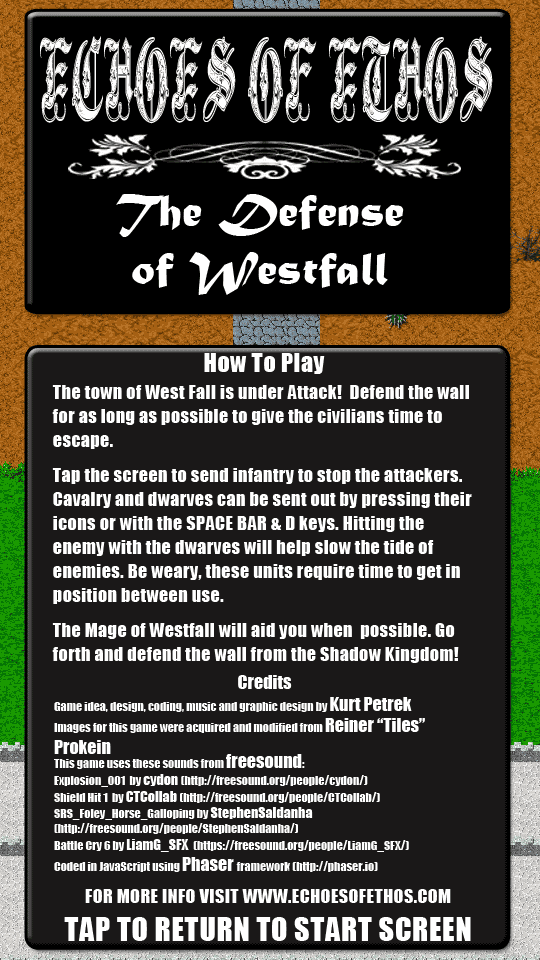 ECHOES OF ETHOS
The Defense
of Westfall
How To Play
The town of West Fall is under Attack!  Defend the wall
for as long as possible to give the civilians time to
escape.
Tap the screen to send infantry to stop the attackers.
Cavalry and dwarves can be sent out by pressing their
icons or with the SPACE BAR & D keys. Hitting the
enemy with the dwarves will help slow the tide of
enemies. Be weary, these units require time to get in
position between use.
The Mage of Westfall will aid you when  possible. Go
forth and defend the wall from the Shadow Kingdom!
Credits
Game idea, design, coding, music and graphic design by Kurt Petrek
Images for this game were acquired and modified from Reiner “Tiles”
Prokein
This game uses these sounds from freesound:
Explosion_001  by cydon (http://freesound.org/people/cydon/)
Shield Hit 1  by CTCollab (http://freesound.org/people/CTCollab/)
SRS_Foley_Horse_Galloping by StephenSaldanha
(http://freesound.org/people/StephenSaldanha/)
Battle Cry 6 by LiamG_SFX  (https://freesound.org/people/LiamG_SFX/)
Coded in JavaScript using Phaser framework (http://phaser.io)
FOR MORE INFO VISIT WWW.ECHOESOFETHOS.COM
TAP TO RETURN TO START SCREEN